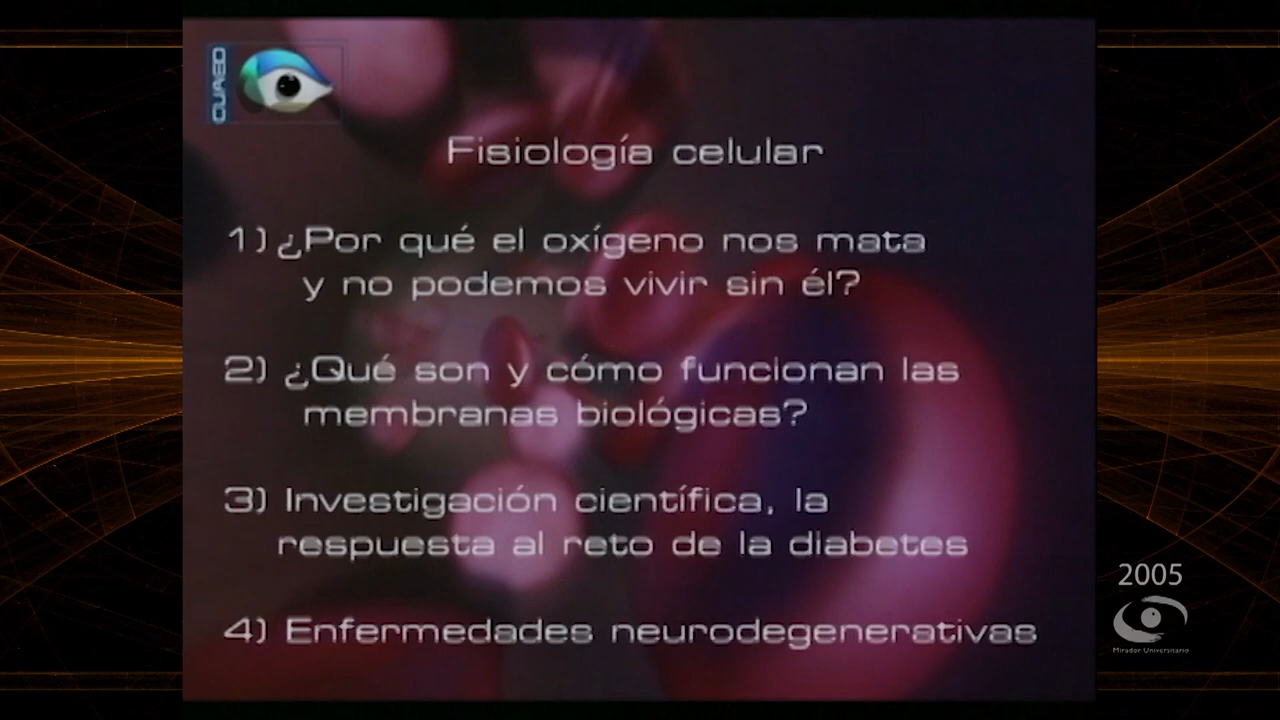 CUAED
Fisiología celular
1) ¿Por qué el oxígeno nos mata
y no podemos vivir sin él?
2) ¿Qué son y cómo funcionan las
membranas biológicas?
3) Investigación científica, la
respuesta al reto de la diabetes
4) Enfermedades neurodegenerativas
2005
Mirador Universitario